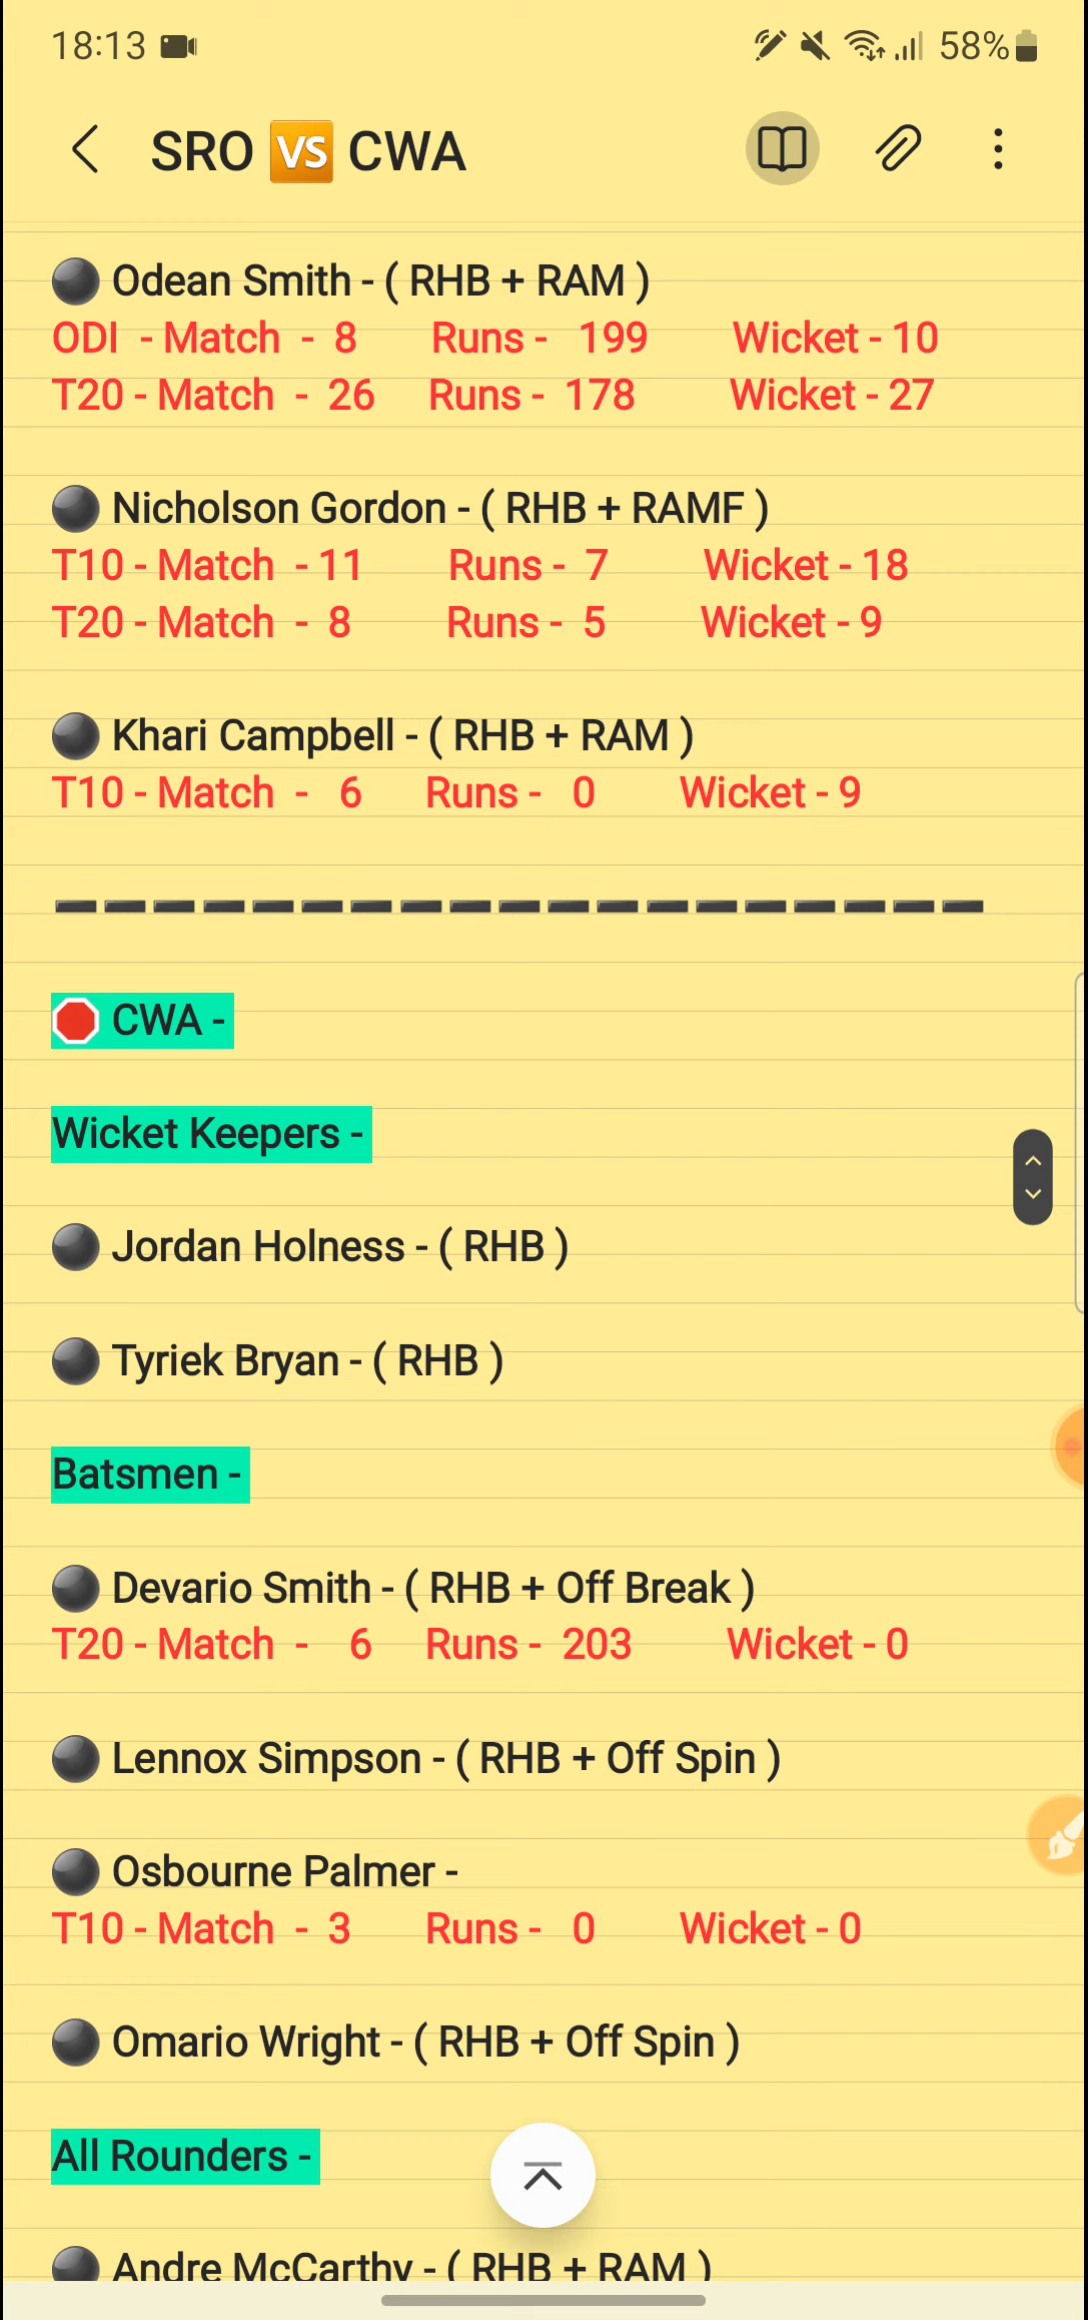 18:13 58%
SRO VS CWA
Odean Smith - ( RHB + RAM )
ODI - Match - 8 Runs - 199 Wicket - 10
T20 - Match - 26 Runs - 178 Wicket - 27
Nicholson Gordon - ( RHB + RAMF )
T10 - Match - 11 Runs - 7 Wicket - 18
T20 - Match - 8 Runs - 5 Wicket - 9
Khari Campbell - ( RHB + RAM )
T10 - Match - 6 Runs - 0 Wicket - 9
CWA -
Wicket Keepers -
Jordan Holness - ( RHB )
Tyriek Bryan - ( RHB )
Batsmen -
Devario Smith - ( RHB + Off Break )
T20 - Match - 6 Runs - 203 Wicket - 0
Lennox Simpson - ( RHB + Off Spin )
Osbourne Palmer -
T10 - Match - 3 Runs - 0 Wicket - 0
Omario Wright - ( RHB + Off Spin )
All Rounders -
Andre McCarthy - ( RHB + RAM )